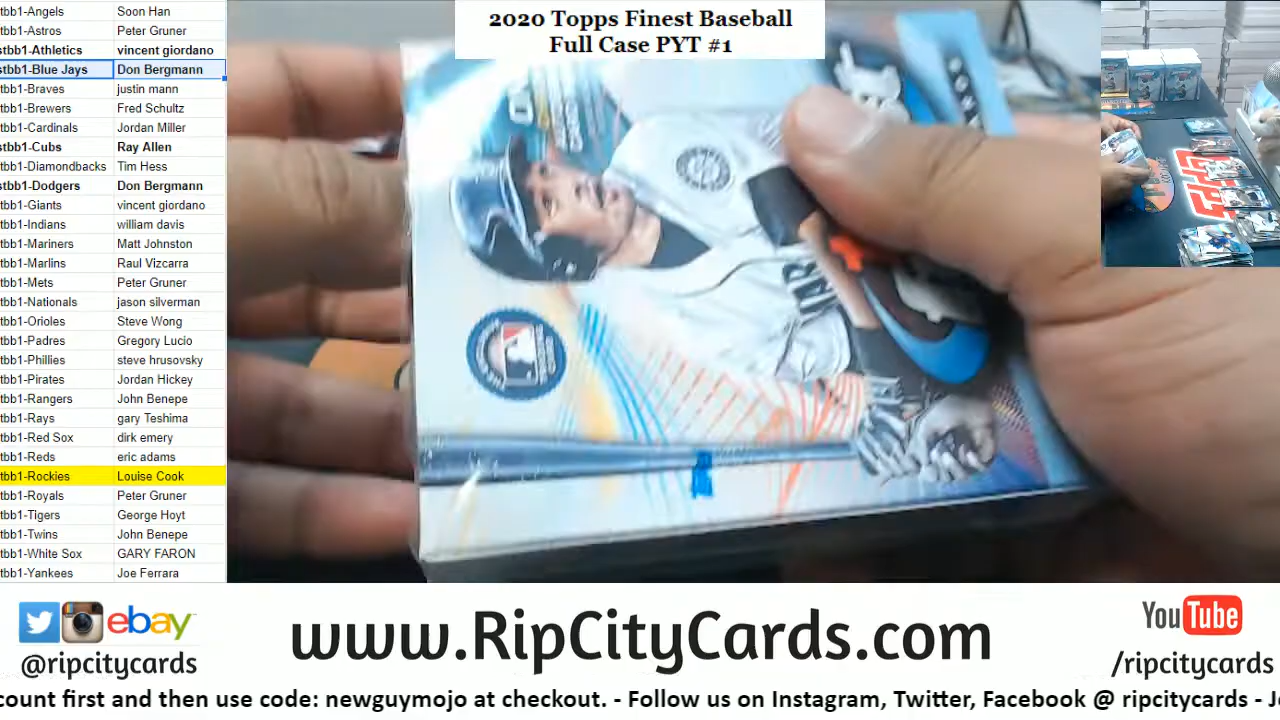 2020 Topps Finest Baseball
Full Case PYT #1
tbb1-Angels Soon Han
tbb1-Astros Peter Gruner
stbb1-Athletics vincent giordano
stbb1-Blue Jays Don Bergmann
tbb1-Braves justin mann
tbb1-Brewers Fred Schultz
tbb1-Cardinals Jordan Miller
stbb1-Cubs Ray Allen
tbb1-Diamondbacks Tim Hess
stbb1-Dodgers Don Bergmann
tbb1-Giants vincent giordano
tbb1-Indians william davis
tbb1-Mariners Matt Johnston
tbb1-Marlins Raul Vizcarra
tbb1-Mets Peter Gruner
tbb1-Nationals jason silverman
tbb1-Orioles Steve Wong
tbb1-Padres Gregory Lucio
tbb1-Phillies steve hrusovsky
tbb1-Pirates Jordan Hickey
tbb1-Rangers John Benepe
tbb1-Rays gary Teshima
tbb1-Red Sox dirk emery
tbb1-Reds eric adams
tbb1-Rockies Louise Cook
tbb1-Royals Peter Gruner
tbb1-Tigers George Hoyt
tbb1-Twins John Benepe
tbb1-White Sox GARY FARON
tbb1-Yankees Joe Ferrara
ebay
@ripcitycards
www.RipCityCards.com
YouTube
/ripcitycards
count first and then use code: newguymojo at checkout. - Follow us on Instagram, Twitter, Facebook @ ripcitycards - J